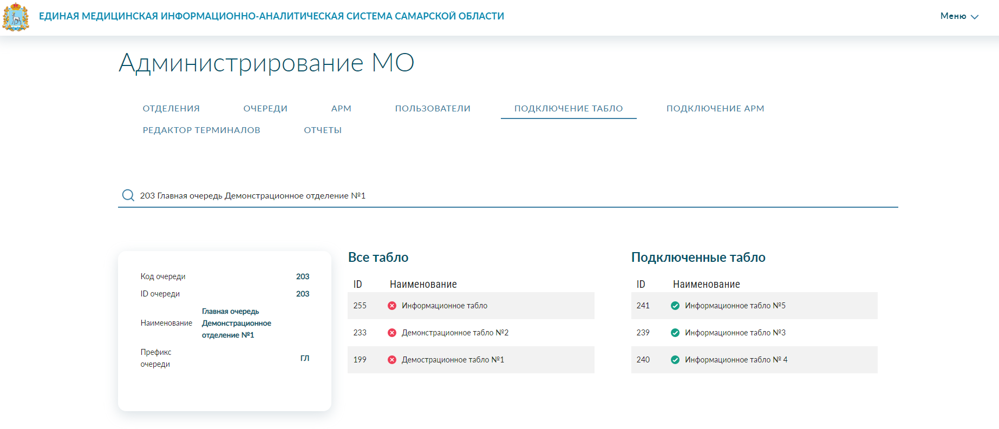 ЕДИНАЯ МЕДИЦИНСКАЯ ИНФОРМАЦИОННО-АНАЛИТИЧЕСКАЯ СИСТЕМА САМАРСКОЙ ОБЛАСТИ
Меню
Администрирование МО
ОТДЕЛЕНИЯ ОЧЕРЕДИ АРМ ПОЛЬЗОВАТЕЛИ ПОДКЛЮЧЕНИЕ ТАБЛО ПОДКЛЮЧЕНИЕ АРМ
РЕДАКТОР ТЕРМИНАЛОВ ОТЧЕТЫ
203 Главная очередь Демонстрационное отделение №1
Код очереди 203
ID очереди 203
Наименование Главная очередь
Демонстрационное
отделение №1
Префикс
очереди ГЛ
Все табло
ID Наименование
255 Информационное табло
233 Демонстрационное табло №2
199 Демострационное табло №1
Подключенные табло
ID Наименование
241 Информационное табло №5
239 Информационное табло №3
240 Информационное табло № 4